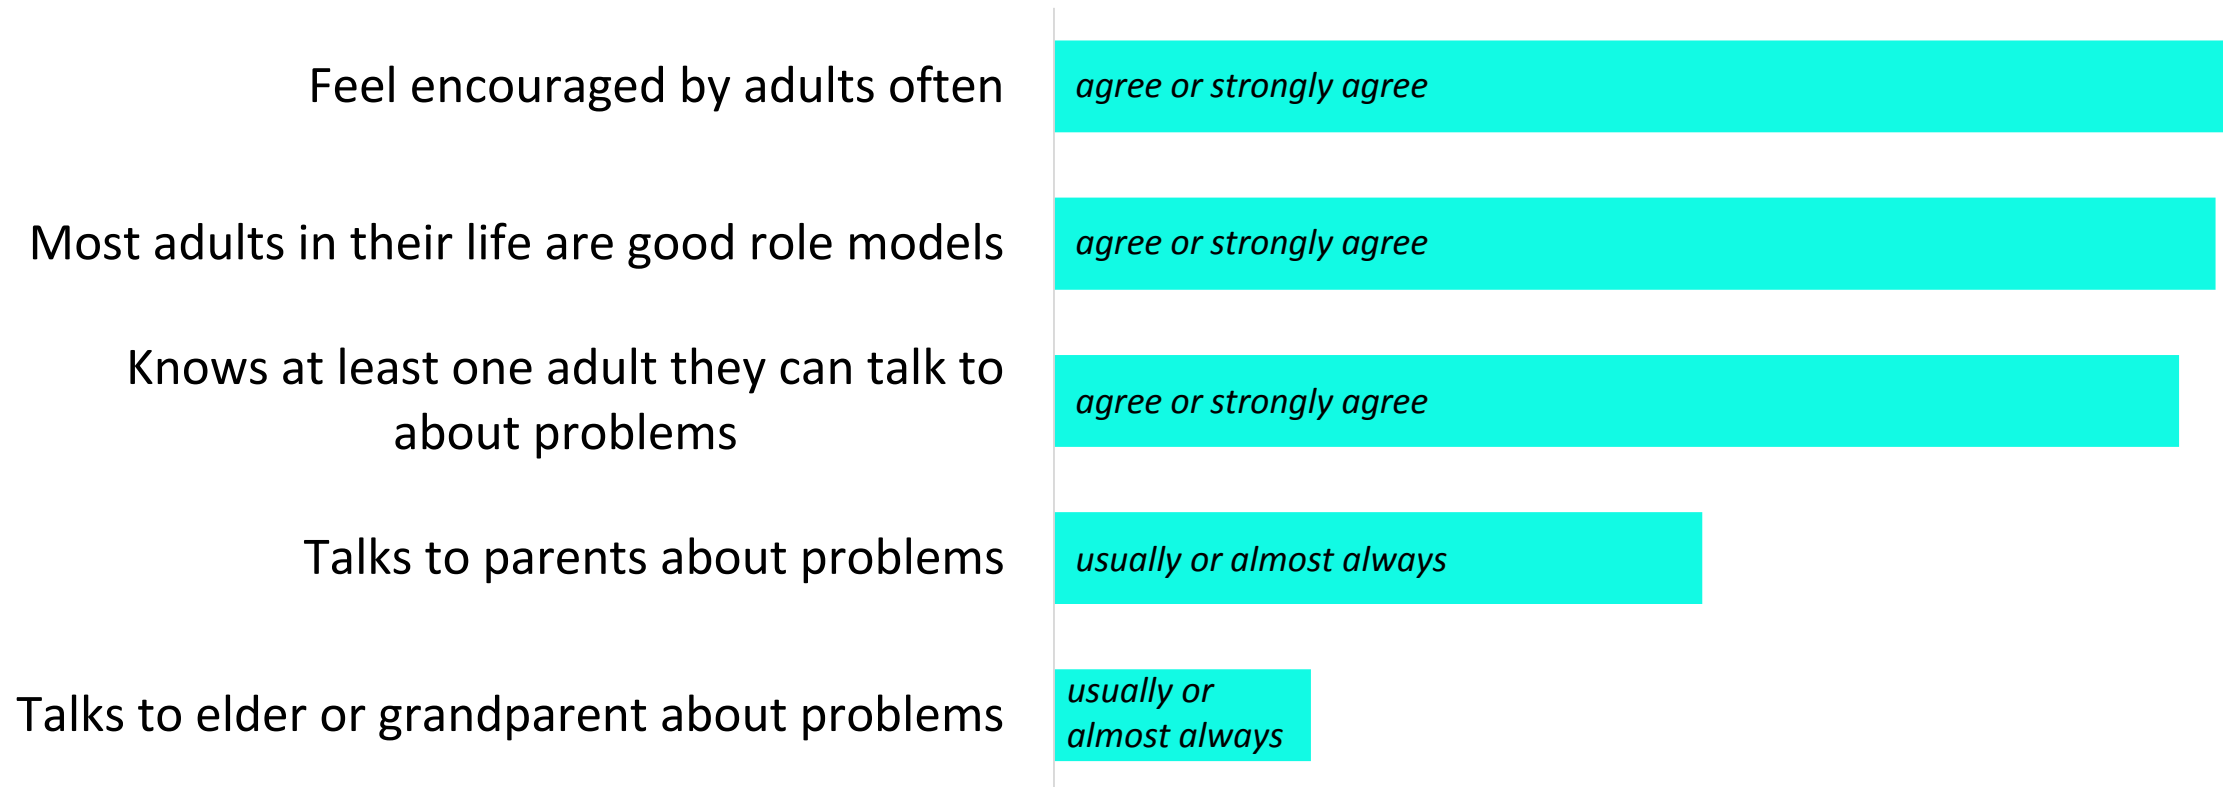 Feel encouraged by adults often
agree or strongly agree
Most adults in their life are good role models
agree or strongly agree
Knows at least one adult they can talk to
about problems
agree or strongly agree
Talks to parents about problems
usually or almost always
Talks to elder or grandparent about problems
usually or
almost always